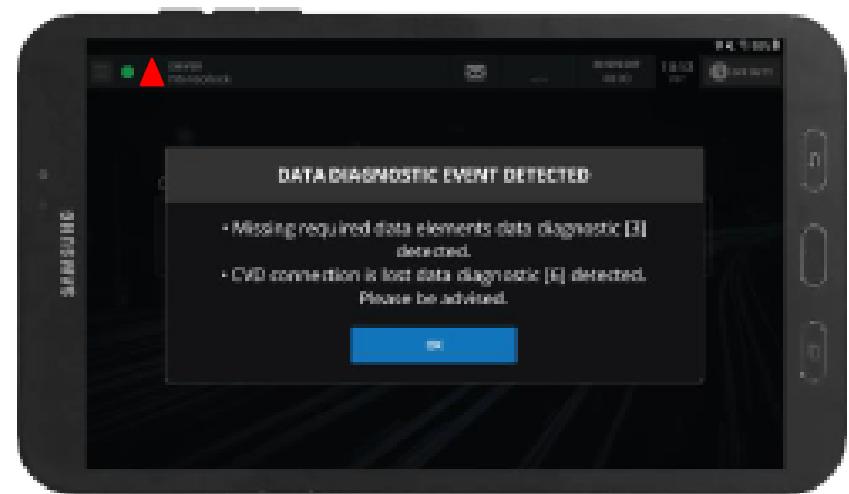 SAMSUNG
DRIVER
DATA DIAGNOSTIC EVENT DETECTED
• Missing required data elements data diagnostic [3]
detected.
• CVD connection is lost data diagnostic [6] detected.
Please be advised.
OK